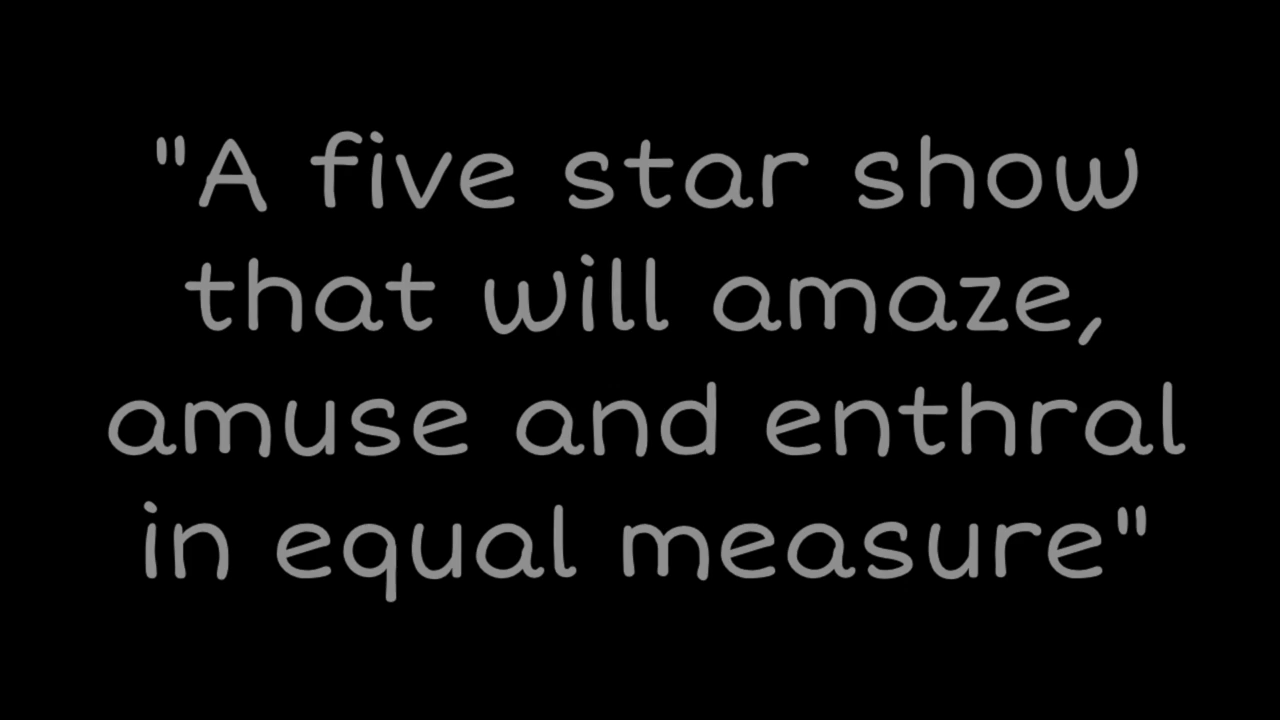 "A five star show
that will amaze,
amuse and enthral
in equal measure"